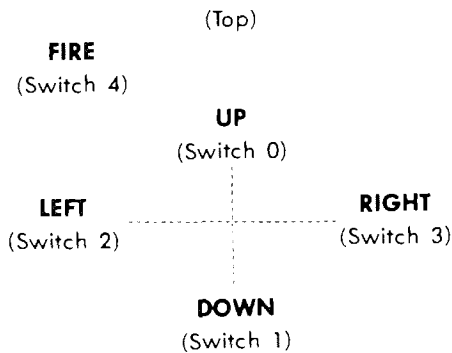 (Top)
FIRE
(Switch 4)
UP
(Switch 0)
LEFT
(Switch 2)
RIGHT
(Switch 3)
DOWN
(Switch 1)